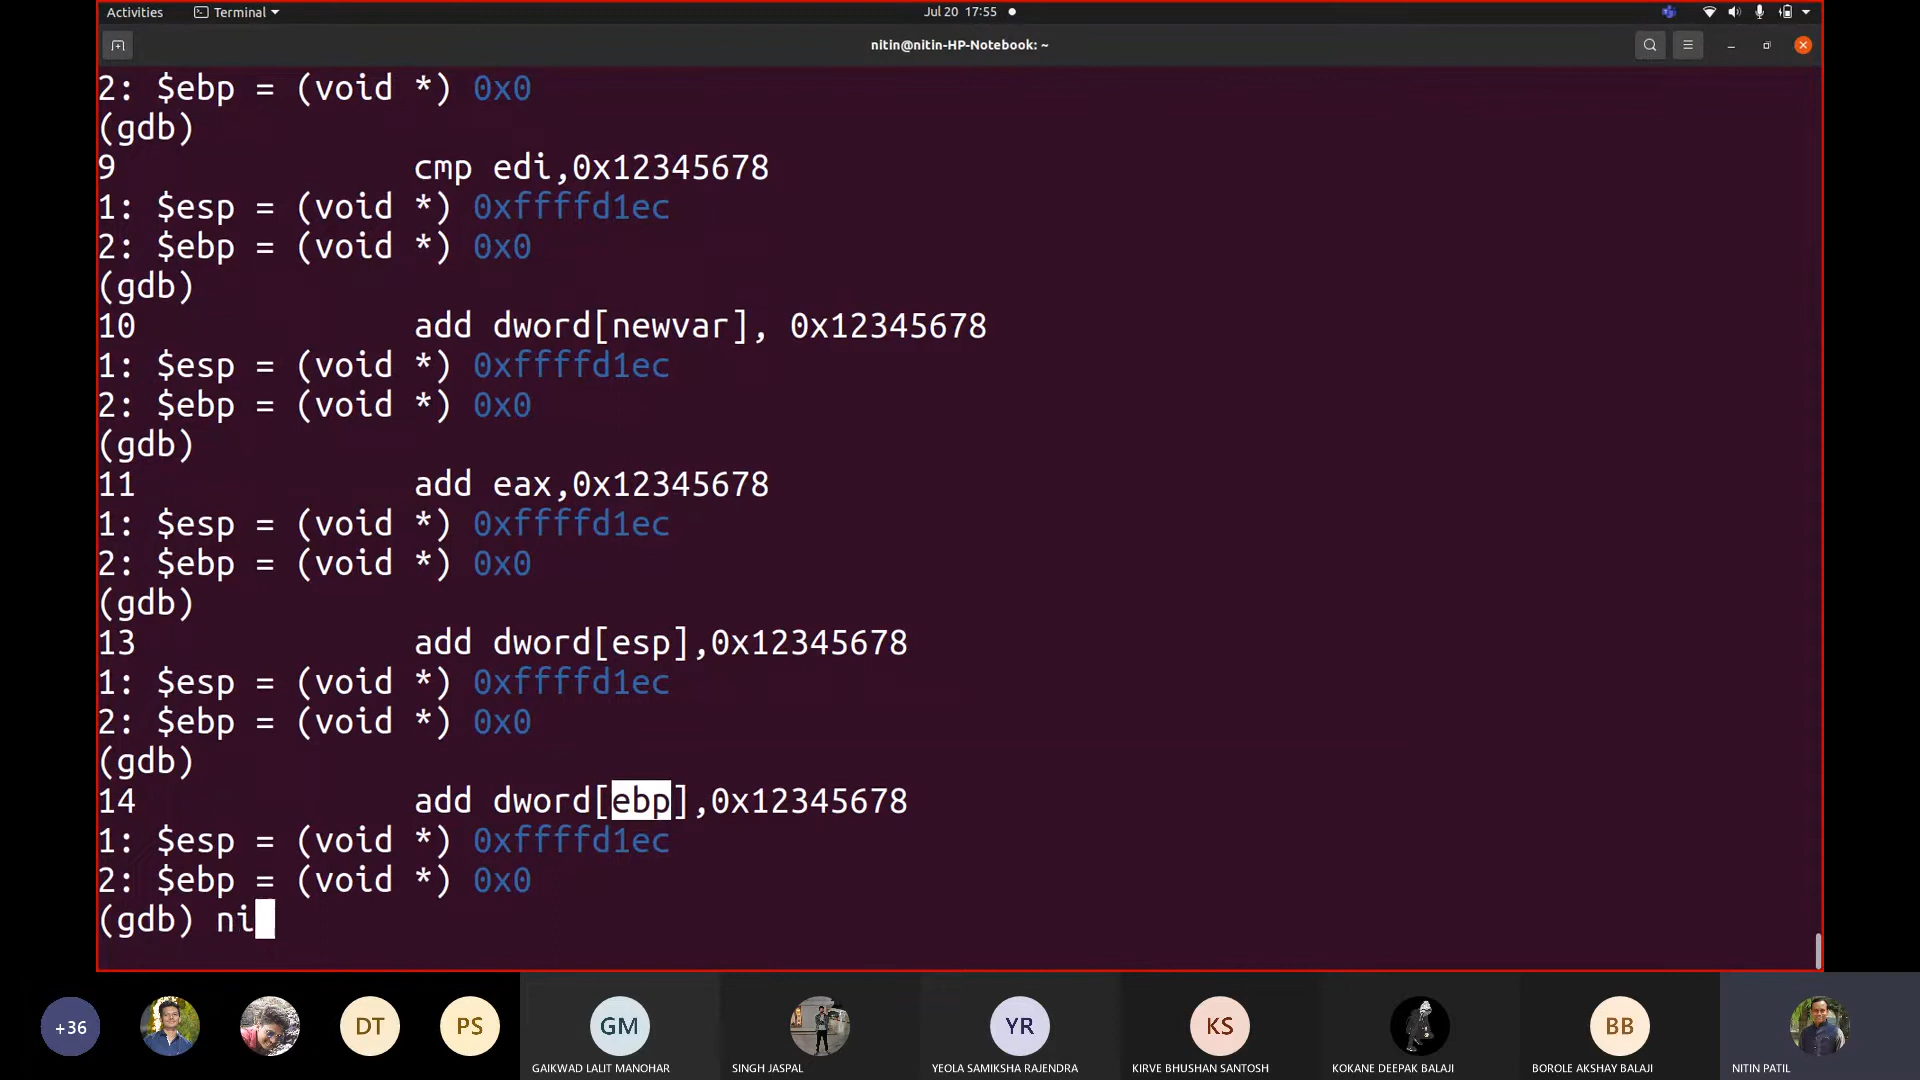 Activities Terminal Jul 20 17:55
nitin@nitin-HP-Notebook: ~
2: $ebp = (void *) 0x0
(gdb)
9 cmp edi,0x12345678
1: $esp = (void *) 0xffffd1ec
2: $ebp = (void *) 0x0
(gdb)
10 add dword[newvar], 0x12345678
1: $esp = (void *) 0xffffd1ec
2: $ebp = (void *) 0x0
(gdb)
11 add eax,0x12345678
1: $esp = (void *) 0xffffd1ec
2: $ebp = (void *) 0x0
(gdb)
13 add dword[esp],0x12345678
1: $esp = (void *) 0xffffd1ec
2: $ebp = (void *) 0x0
(gdb)
14 add dword[ebp],0x12345678
1: $esp = (void *) 0xffffd1ec
2: $ebp = (void *) 0x0
(gdb) ni
+36 DT PS GM YR KS BB
GAIKWAD LALIT MANOHAR SINGH JASPAL YEOLA SAMIKSHA RAJENDRA KIRVE BHUSHAN SANTOSH KOKANE DEEPAK BALAJI BOROLE AKSHAY BALAJI NITIN PATIL